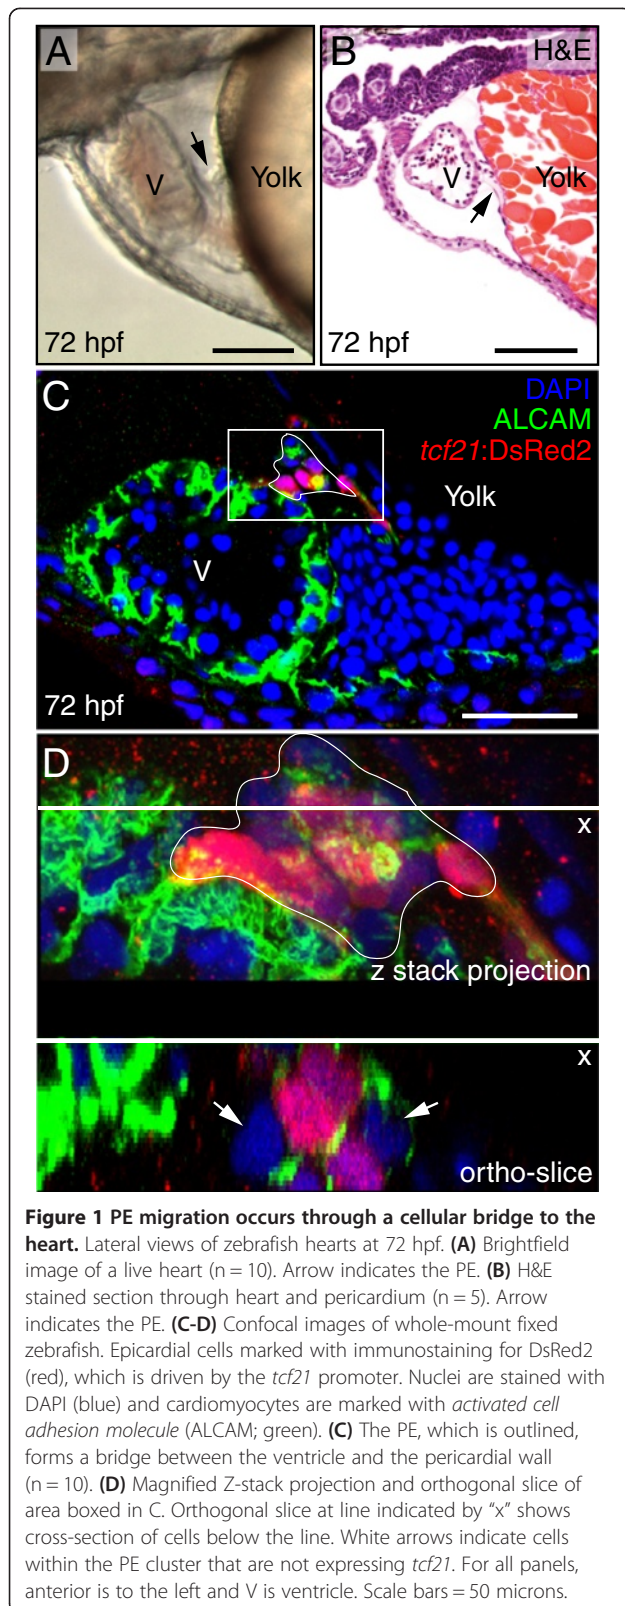 A
V
Yolk
72 hpf
B
H&E
V
Yolk
72 hpf
C
DAPI
ALCAM
tcf21:DsRed2
Yolk
V
72 hpf
D
x
z stack projection
x
ortho-slice
Figure 1 PE migration occurs through a cellular bridge to the
heart. Lateral views of zebrafish hearts at 72 hpf. (A) Brightfield
image of a live heart (n = 10). Arrow indicates the PE. (B) H&E
stained section through heart and pericardium (n = 5). Arrow
indicates the PE. (C-D) Confocal images of whole-mount fixed
zebrafish. Epicardial cells marked with immunostaining for DsRed2
(red), which is driven by the tcf21 promoter. Nuclei are stained with
DAPI (blue) and cardiomyocytes are marked with activated cell
adhesion molecule (ALCAM; green). (C) The PE, which is outlined,
forms a bridge between the ventricle and the pericardial wall
(n = 10). (D) Magnified Z-stack projection and orthogonal slice of
area boxed in C. Orthogonal slice at line indicated by “x” shows
cross-section of cells below the line. White arrows indicate cells
within the PE cluster that are not expressing tcf21. For all panels,
anterior is to the left and V is ventricle. Scale bars = 50 microns.